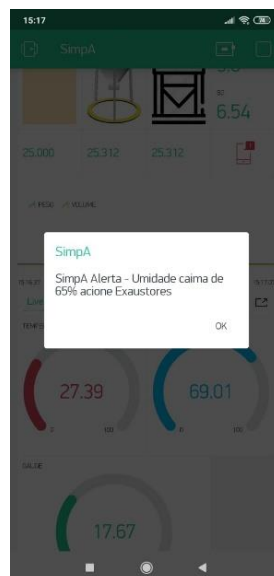 15:17
SimpA
6.54
25.000 25.312 25.312
PESO VOLUME
SimpA
SimpA Alerta - Umidade caima de
65% acione Exaustores
OK
Live
27.39 69.01
0 100 0 100
17.67